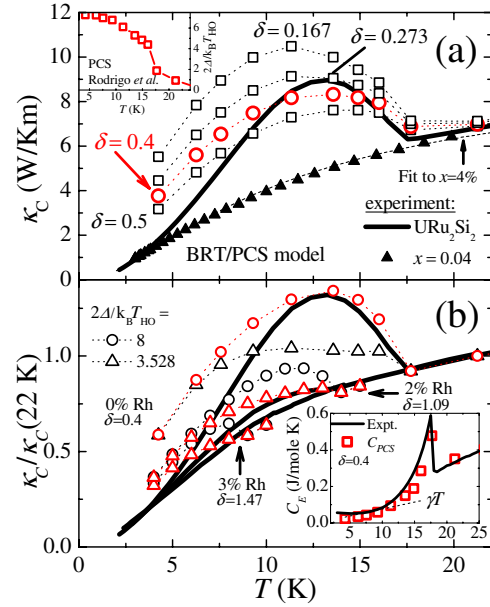 12
10
8
6
4
2
0
κC (W/Km)
PCS
Rodrigo et al.
5 10 15 20
T (K)
6
4
2
0
2Δ/kBTHO
δ = 0.167
δ = 0.273
(a)
δ = 0.4
δ = 0.5
Fit to x=4%
experiment:
URu2Si2
x = 0.04
BRT/PCS model
(b)
2Δ/kBTHO =
8
3.528
0% Rh
δ=0.4
2% Rh
δ=1.09
3% Rh
δ=1.47
1.0
0.5
0.0
κC/κC(22 K)
0.6
0.4
0.2
0.0
CE (J/mole K)
Expt.
CPCS
δ=0.4
γT
5 10 15 20 25
0 5 10 15 20
T (K)